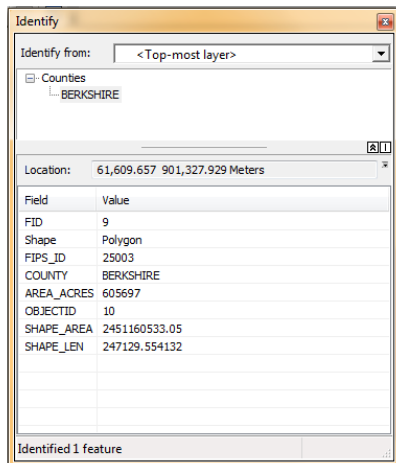 Identify
Identify from: <Top-most layer>
Counties
BERKSHIRE
Location: 61,609.657 901,327.929 Meters
Field Value
FID 9
Shape Polygon
FIPS_ID 25003
COUNTY BERKSHIRE
AREA_ACRES 605697
OBJECTID 10
SHAPE_AREA 2451160533.05
SHAPE_LEN 247129.554132
Identified 1 feature